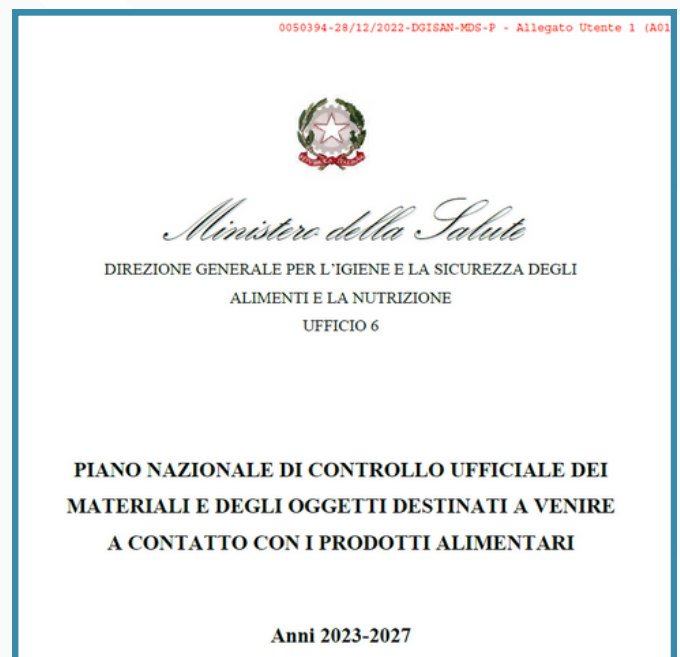 0050394-28/12/2022-DGISAN-MDS-P - Allegato Utente 1 (A01
Ministero della Salute
DIREZIONE GENERALE PER L'IGIENE E LA SICUREZZA DEGLI
ALIMENTI E LA NUTRIZIONE
UFFICIO 6
PIANO NAZIONALE DI CONTROLLO UFFICIALE DEI
MATERIALI E DEGLI OGGETTI DESTINATI A VENIRE
A CONTATTO CON I PRODOTTI ALIMENTARI
Anni 2023-2027